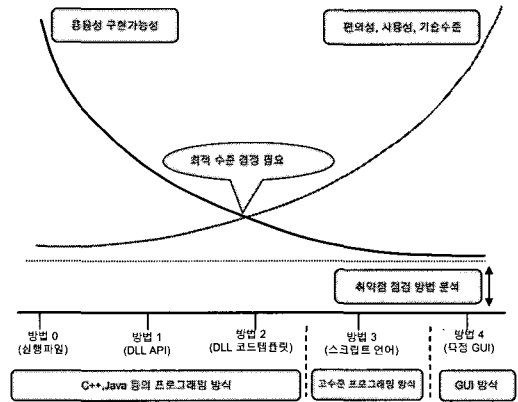 응용성 구현가능성
편의성, 사용성, 기술수준
최적 수준 결정 필요
취약점 점검 방법 분석
방법 0
(실행파일)
방법 1
(DLL API)
방법 2
(DLL 코드템플릿)
방법 3
(스크립트 언어)
방법 4
(특정 GUI)
C++,Java 등의 프로그래밍 방식
고수준 프로그래밍 방식
GUI 방식